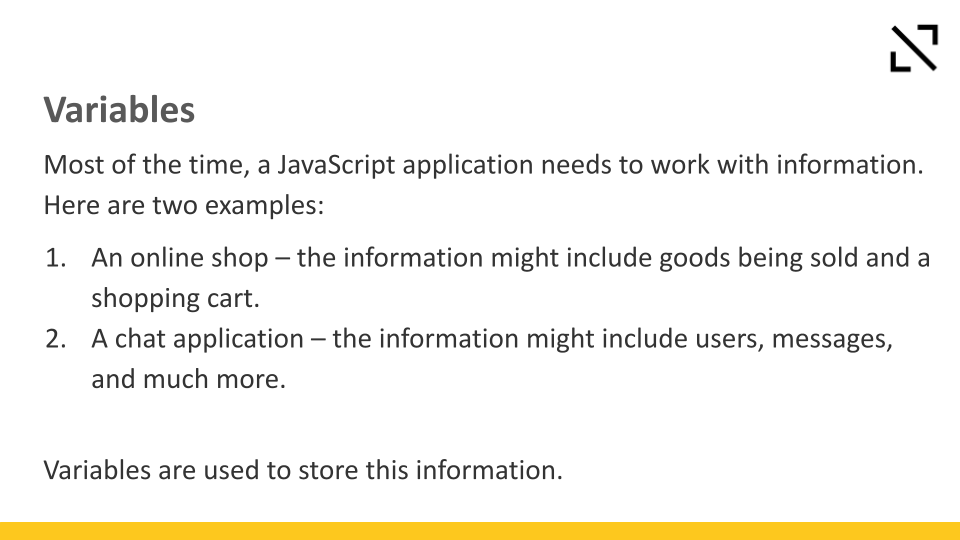 Variables
Most of the time, a JavaScript application needs to work with information.
Here are two examples:
1. An online shop – the information might include goods being sold and a
shopping cart.
2. A chat application – the information might include users, messages,
and much more.
Variables are used to store this information.